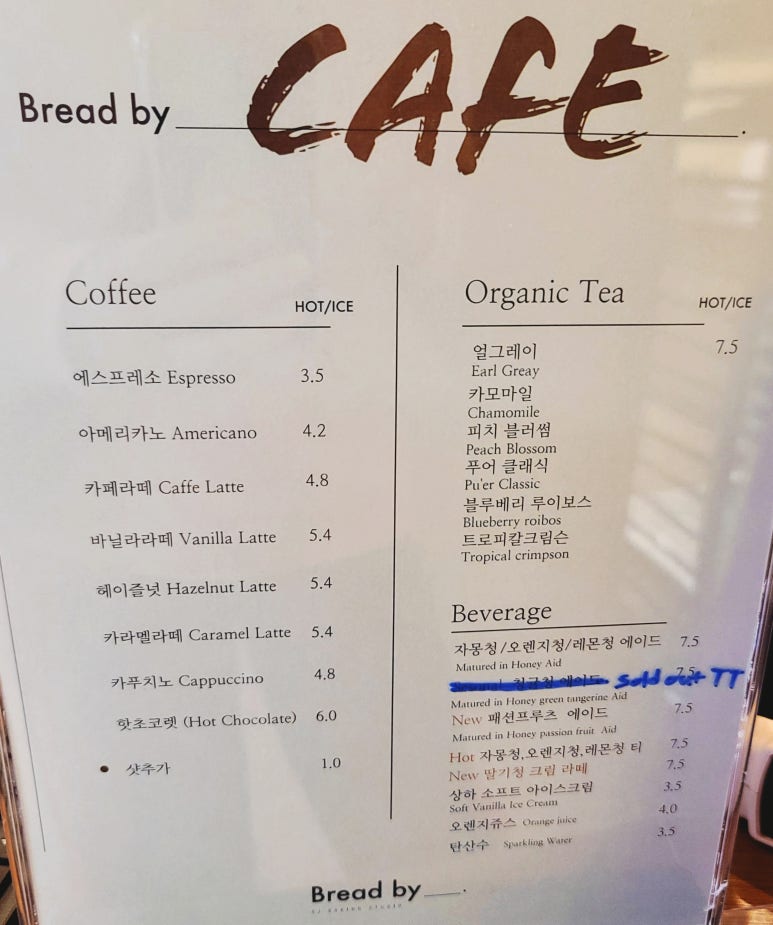 CAFE
Bread by
Coffee
HOT/ICE
에스프레소 Espresso 3.5
아메리카노 Americano 4.2
카페라떼 Caffe Latte 4.8
바닐라라떼 Vanilla Latte 5.4
헤이즐넛 Hazelnut Latte 5.4
카라멜라떼 Caramel Latte 5.4
카푸치노 Cappuccino 4.8
핫초코렛 (Hot Chocolate) 6.0
샷추가 1.0
Organic Tea
HOT/ICE
얼그레이 7.5
Earl Greay
카모마일
Chamomile
피치 블러썸
Peach Blossom
푸어 클래식
Pu'er Classic
블루베리 루이보스
Blueberry roibos
트로피칼크림슨
Tropical crimpson
Beverage
자몽청/오렌지청/레몬청 에이드 7.5
Matured in Honey Aid
청귤청 에이드 7.5 sold out TT
Matured in Honey green tangerine Aid
New 패션프루츠 에이드 7.5
Matured in Honey passion fruit Aid
Hot 자몽청,오렌지청,레몬청 티 7.5
New 딸기청 크림 라떼 7.5
상하 소프트 아이스크림 3.5
Soft Vanilla Ice Cream
오렌지쥬스 Orange juice 4.0
탄산수 Sparkling Water 3.5
Bread by